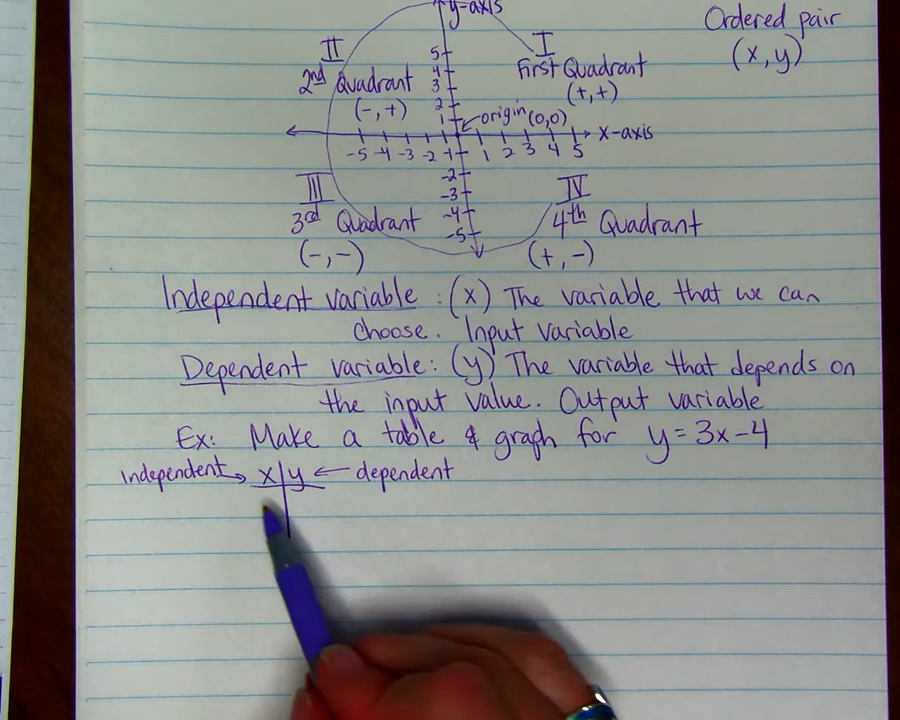 y-axis
Ordered pair
(x, y)
II
2nd Quadrant
(-, +)
I
First Quadrant
(+, +)
5
4
3
2
1
origin (0,0)
x-axis
-5 -4 -3 -2 -1 1 2 3 4 5
-2
-3
-4
-5
III
3rd Quadrant
(-, -)
IV
4th Quadrant
(+, -)
Independent variable : (x) The variable that we can
choose. Input variable
Dependent variable: (y) The variable that depends on
the input value. Output variable
Ex: Make a table & graph for y = 3x - 4
independent → x | y ← dependent